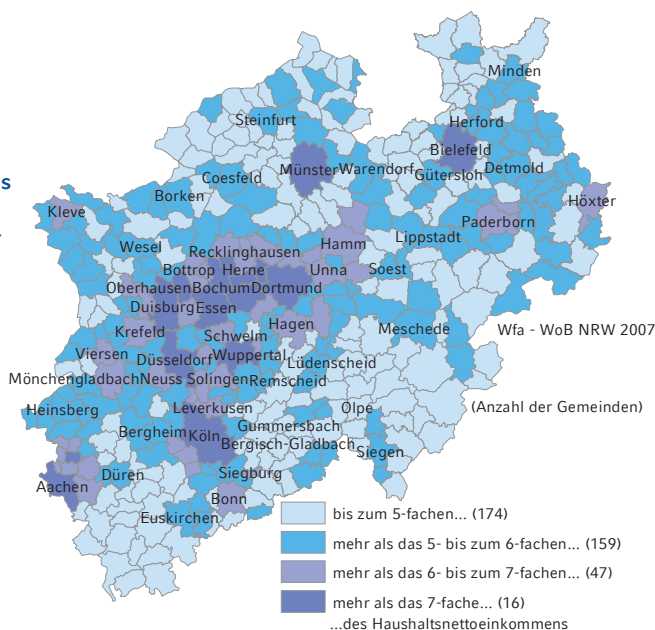 s
Minden
Steinfurt
Herford
Bielefeld
Münster
Warendorf
Gütersloh
Detmold
Coesfeld
Borken
Höxter
Kleve
Paderborn
Lippstadt
Wesel
Recklinghausen
Hamm
Bottrop
Herne
Unna
Soest
Oberhausen
Bochum
Dortmund
Duisburg
Essen
Krefeld
Hagen
Meschede
Wfa - WoB NRW 2007
Schwelm
Viersen
Düsseldorf
Wuppertal
Lüdenscheid
Mönchengladbach
Neuss
Solingen
Remscheid
Heinsberg
Leverkusen
Olpe
(Anzahl der Gemeinden)
Gummersbach
Bergheim
Köln
Bergisch-Gladbach
Siegen
Düren
Siegburg
Aachen
Bonn
Euskirchen
bis zum 5-fachen... (174)
mehr als das 5- bis zum 6-fachen... (159)
mehr als das 6- bis zum 7-fachen... (47)
mehr als das 7-fache... (16)
...des Haushaltsnettoeinkommens